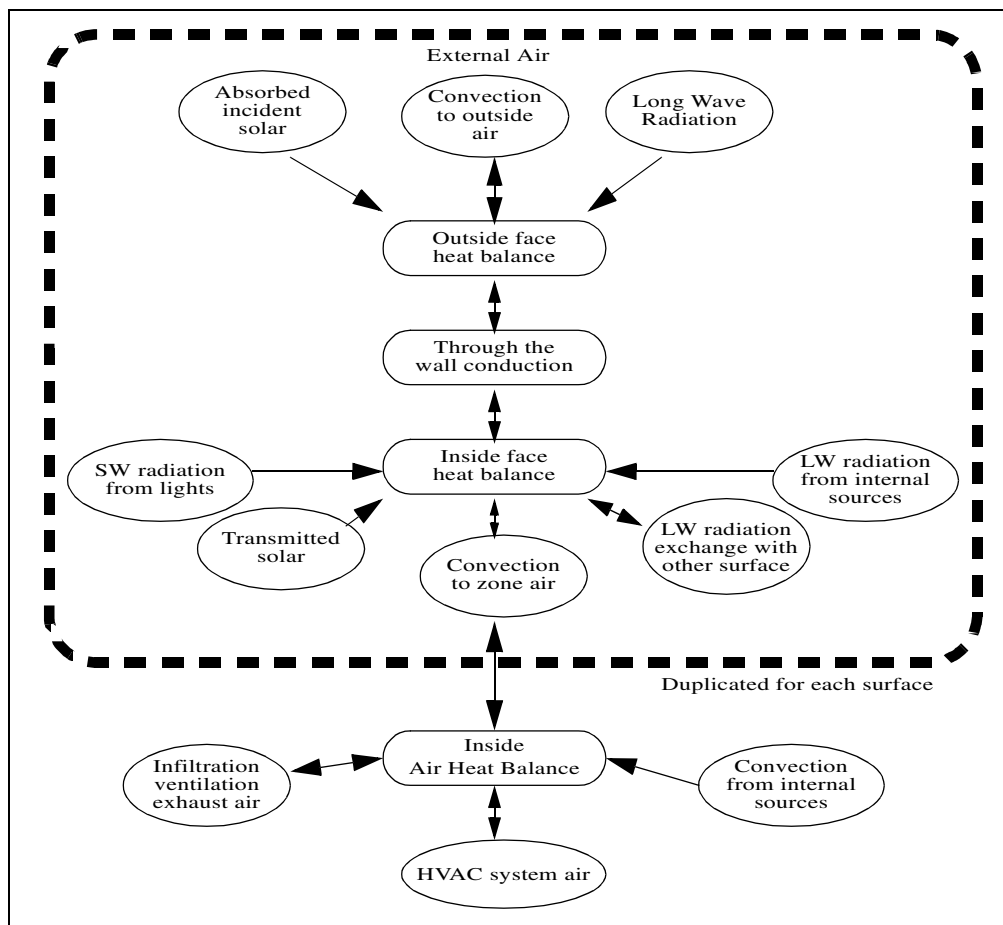 External Air
Absorbed
incident
solar
Convection
to outside
air
Long Wave
Radiation
Outside face
heat balance
Through the
wall conduction
Inside face
heat balance
SW radiation
from lights
LW radiation
from internal
sources
Transmitted
solar
Convection
to zone air
LW radiation
exchange with
other surface
Duplicated for each surface
Inside
Air Heat Balance
Infiltration
ventilation
exhaust air
Convection
from internal
sources
HVAC system air